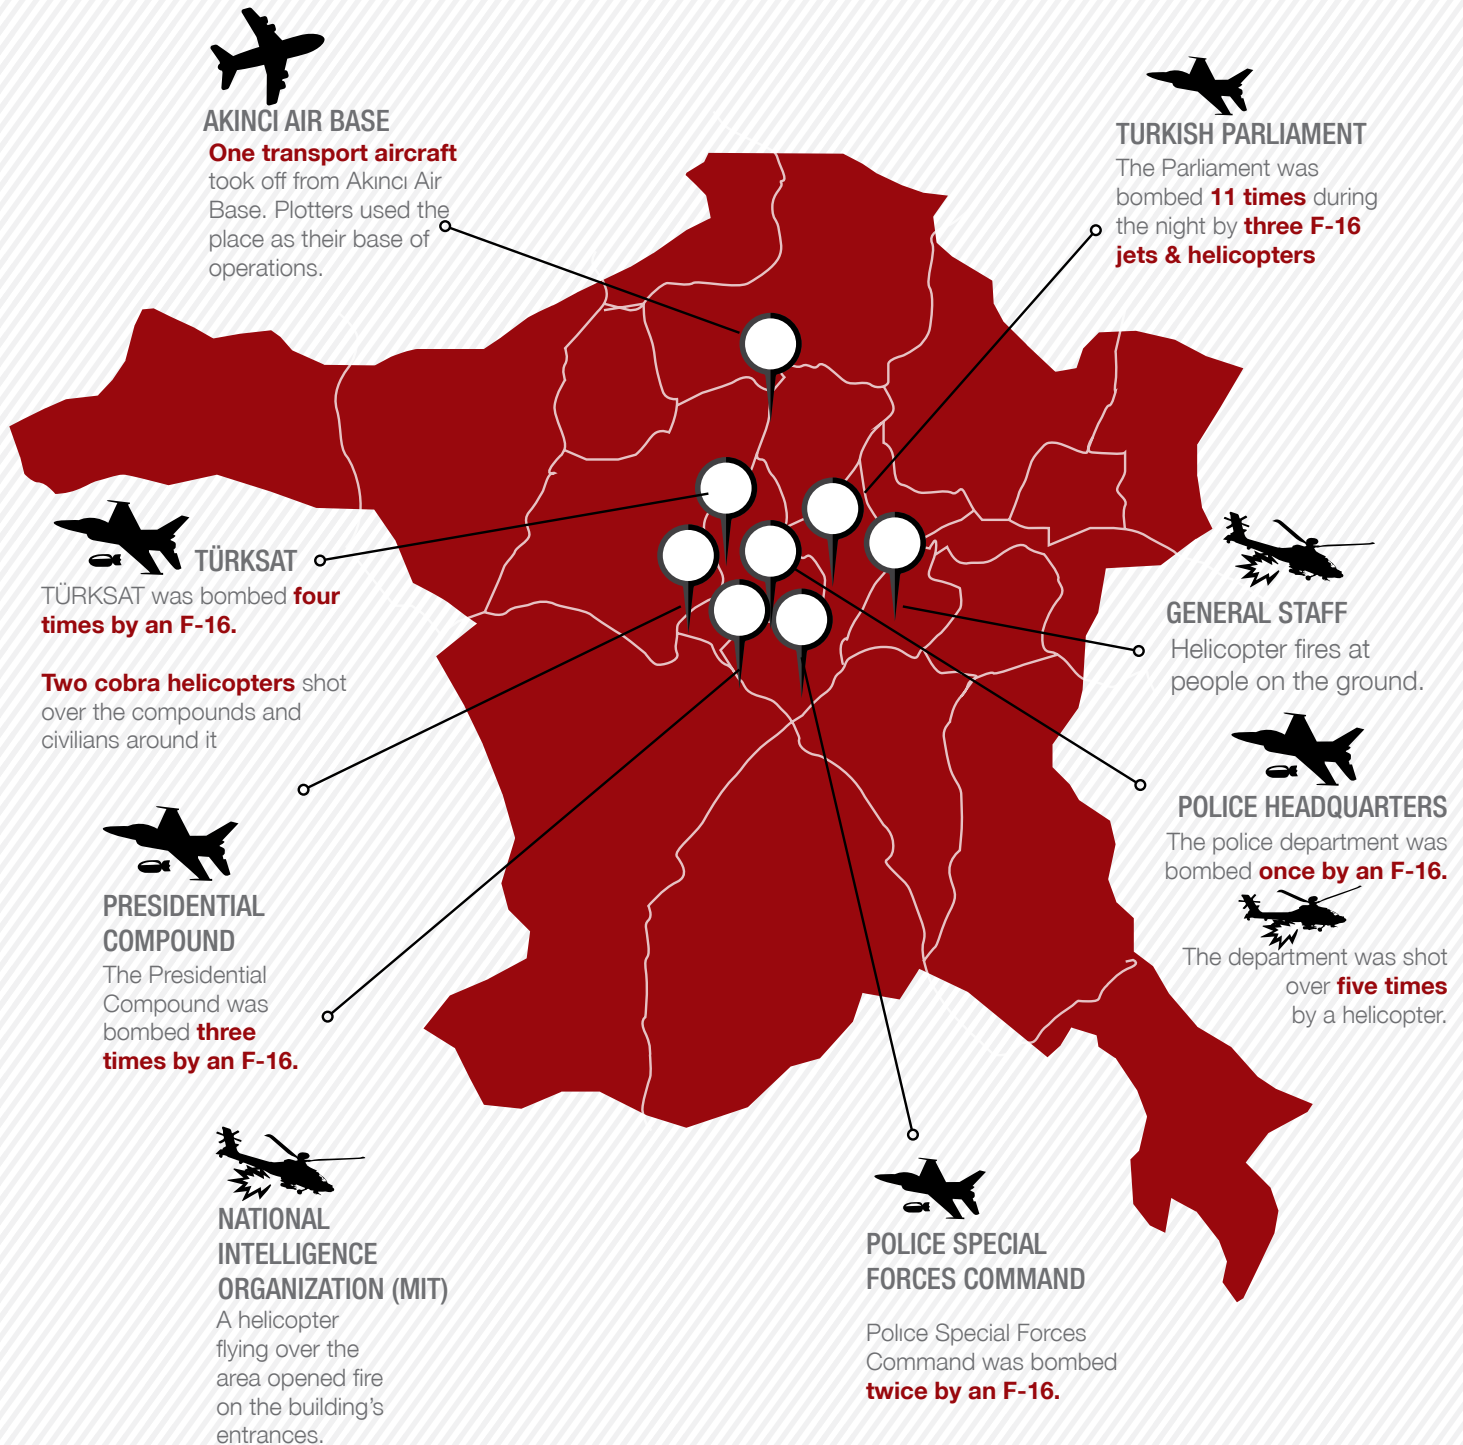 AKINCI AIR BASE
One transport aircraft
took off from Akıncı Air
Base. Plotters used the
place as their base of
operations.
TURKISH PARLIAMENT
The Parliament was
bombed 11 times during
the night by three F-16
jets & helicopters
TÜRKSAT
TÜRKSAT was bombed four
times by an F-16.
Two cobra helicopters shot
over the compounds and
civilians around it
GENERAL STAFF
Helicopter fires at
people on the ground.
POLICE HEADQUARTERS
The police department was
bombed once by an F-16.
The department was shot
over five times
by a helicopter.
PRESIDENTIAL
COMPOUND
The Presidential
Compound was
bombed three
times by an F-16.
NATIONAL
INTELLIGENCE
ORGANIZATION (MIT)
A helicopter
flying over the
area opened fire
on the building's
entrances.
POLICE SPECIAL
FORCES COMMAND
Polıce Special Forces
Command was bombed
twice by an F-16.